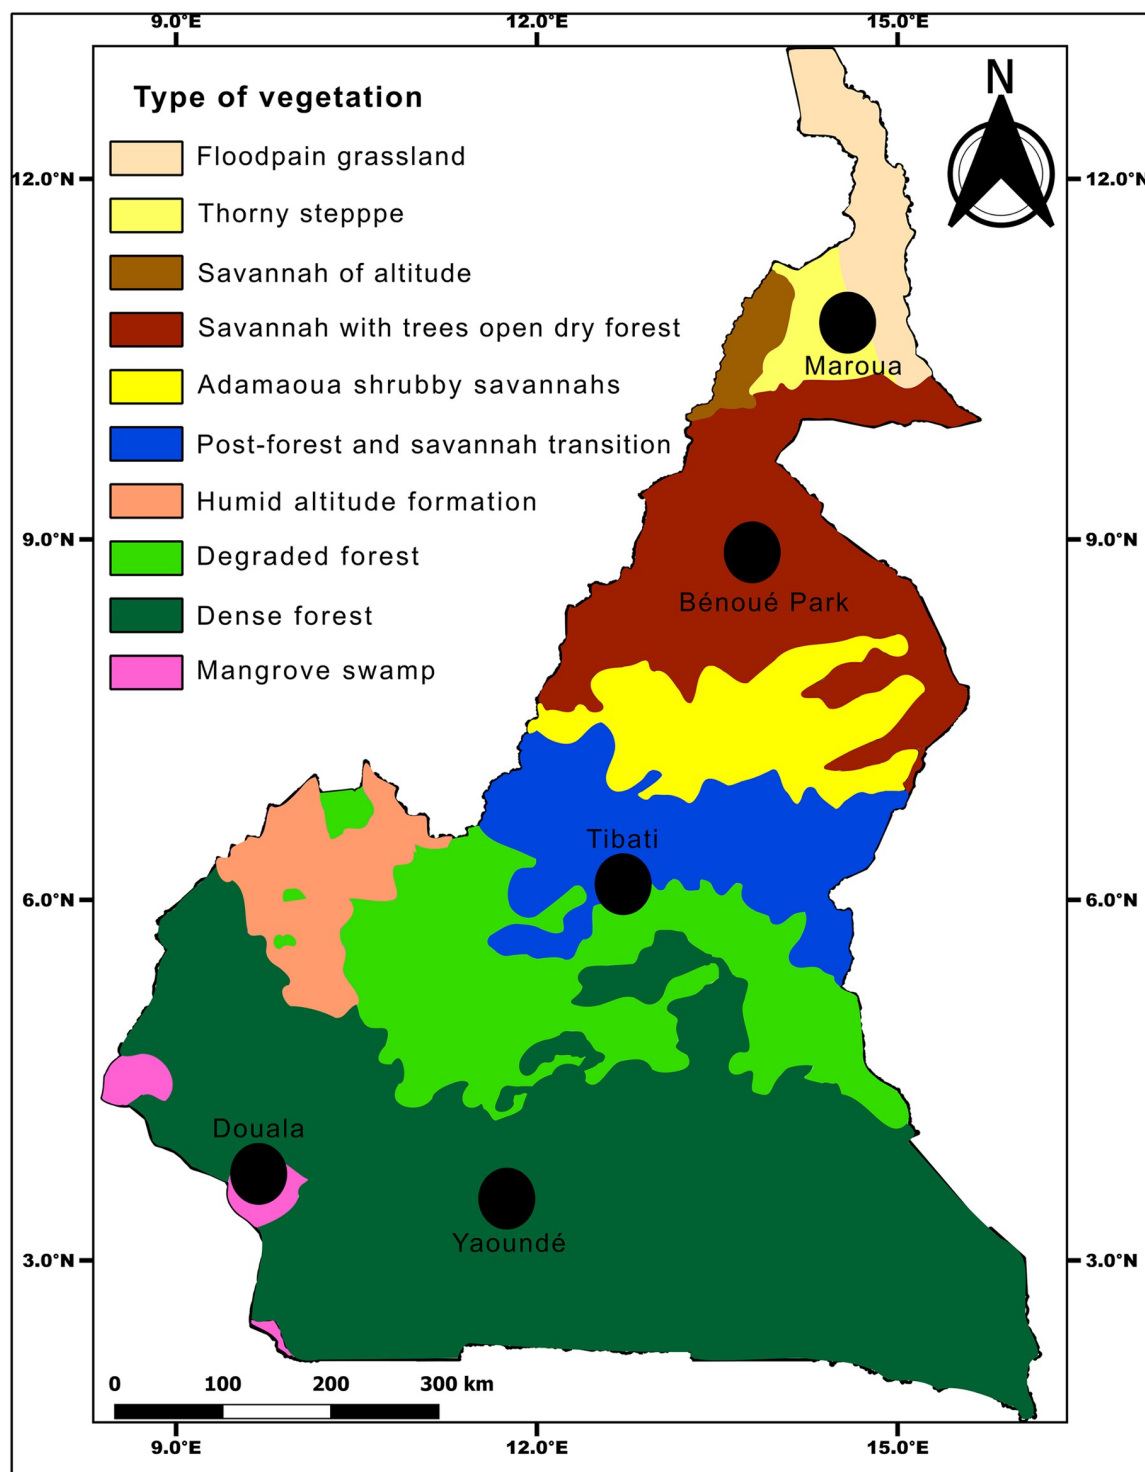 9.0°E 12.0°E 15.0°E
N
Type of vegetation
Floodpain grassland
12.0°N 12.0°N
Thorny stepppe
Savannah of altitude
Savannah with trees open dry forest
Maroua
Adamaoua shrubby savannahs
Post-forest and savannah transition
Humid altitude formation
9.0°N 9.0°N
Degraded forest
Bénoué Park
Dense forest
Mangrove swamp
Tibati
6.0°N 6.0°N
Douala
Yaoundé
3.0°N 3.0°N
0 100 200 300 km
9.0°E 12.0°E 15.0°E